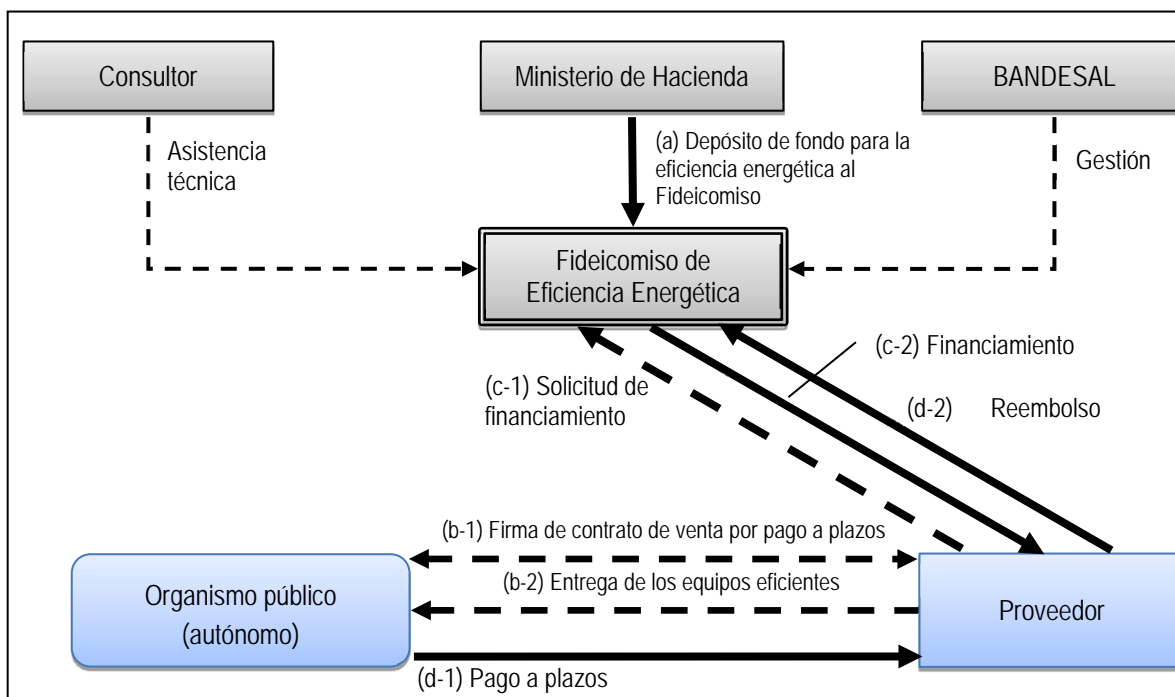 Consultor
Ministerio de Hacienda
BANDESAL
Asistencia
técnica
(a) Depósito de fondo para la
eficiencia energética al
Fideicomiso
Gestión
Fideicomiso de
Eficiencia Energética
(c-1) Solicitud de
financiamiento
(c-2) Financiamiento
(d-2) Reembolso
(b-1) Firma de contrato de venta por pago a plazos
(b-2) Entrega de los equipos eficientes
Organismo público
(autónomo)
Proveedor
(d-1) Pago a plazos